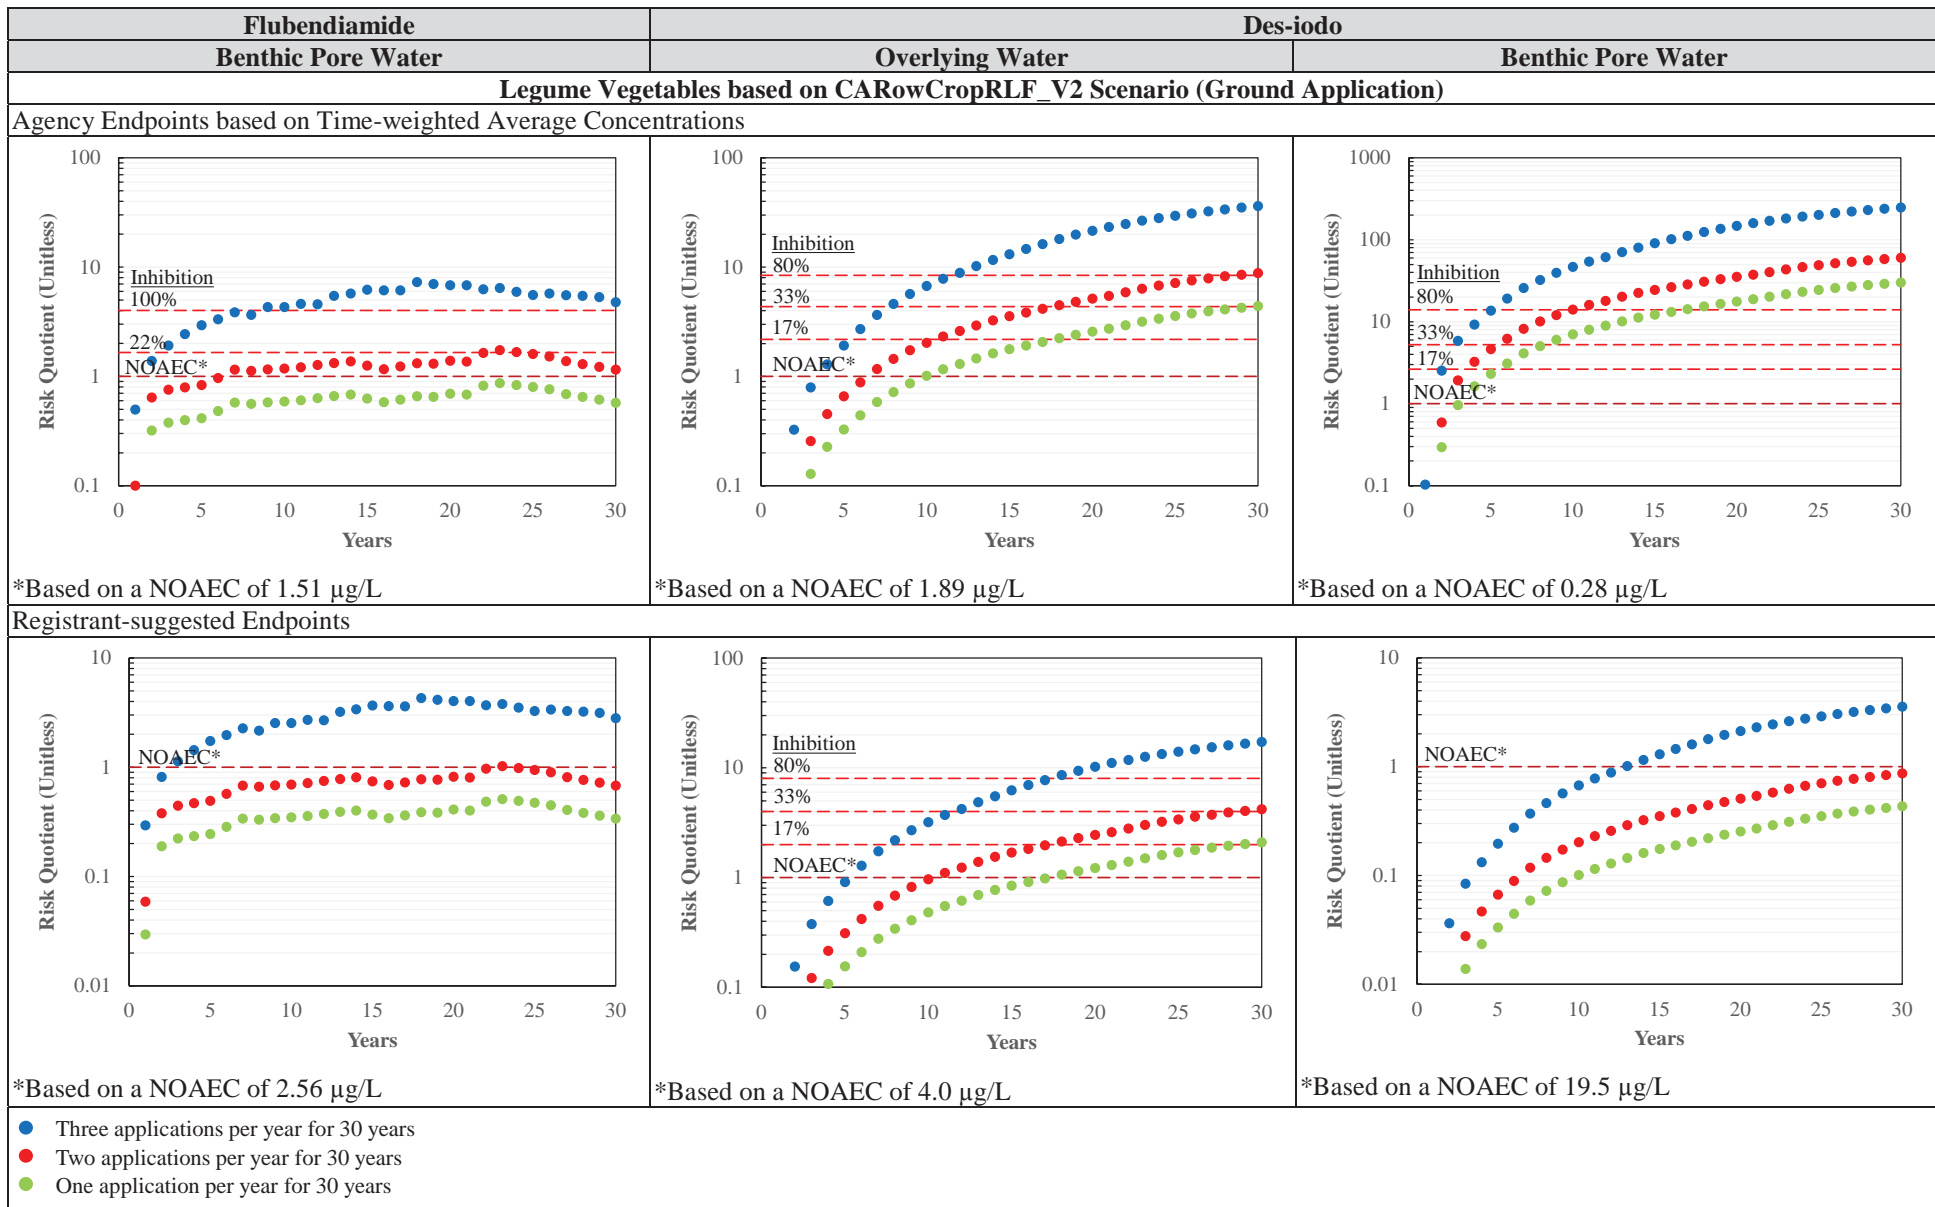 Flubendiamide Des-iodo
Benthic Pore Water Overlying Water Benthic Pore Water
Legume Vegetables based on CARowCropRLF_V2 Scenario (Ground Application)
Agency Endpoints based on Time-weighted Average Concentrations
Risk Quotient (Unitless)
100
10
1
0.1
Inhibition
100%
22%
NOAEC*
0 5 10 15 20 25 30
Years
*Based on a NOAEC of 1.51 µg/L
Risk Quotient (Unitless)
100
10
1
0.1
Inhibition
80%
33%
17%
NOAEC*
0 5 10 15 20 25 30
Years
*Based on a NOAEC of 1.89 µg/L
Risk Quotient (Unitless)
1000
100
10
1
0.1
Inhibition
80%
33%
17%
NOAEC*
0 5 10 15 20 25 30
Years
*Based on a NOAEC of 0.28 µg/L
Registrant-suggested Endpoints
Risk Quotient (Unitless)
10
1
0.1
0.01
NOAEC*
0 5 10 15 20 25 30
Years
*Based on a NOAEC of 2.56 µg/L
Risk Quotient (Unitless)
100
10
1
0.1
Inhibition
80%
33%
17%
NOAEC*
0 5 10 15 20 25 30
Years
*Based on a NOAEC of 4.0 µg/L
Risk Quotient (Unitless)
10
1
0.1
0.01
NOAEC*
0 5 10 15 20 25 30
Years
*Based on a NOAEC of 19.5 µg/L
Three applications per year for 30 years
Two applications per year for 30 years
One application per year for 30 years